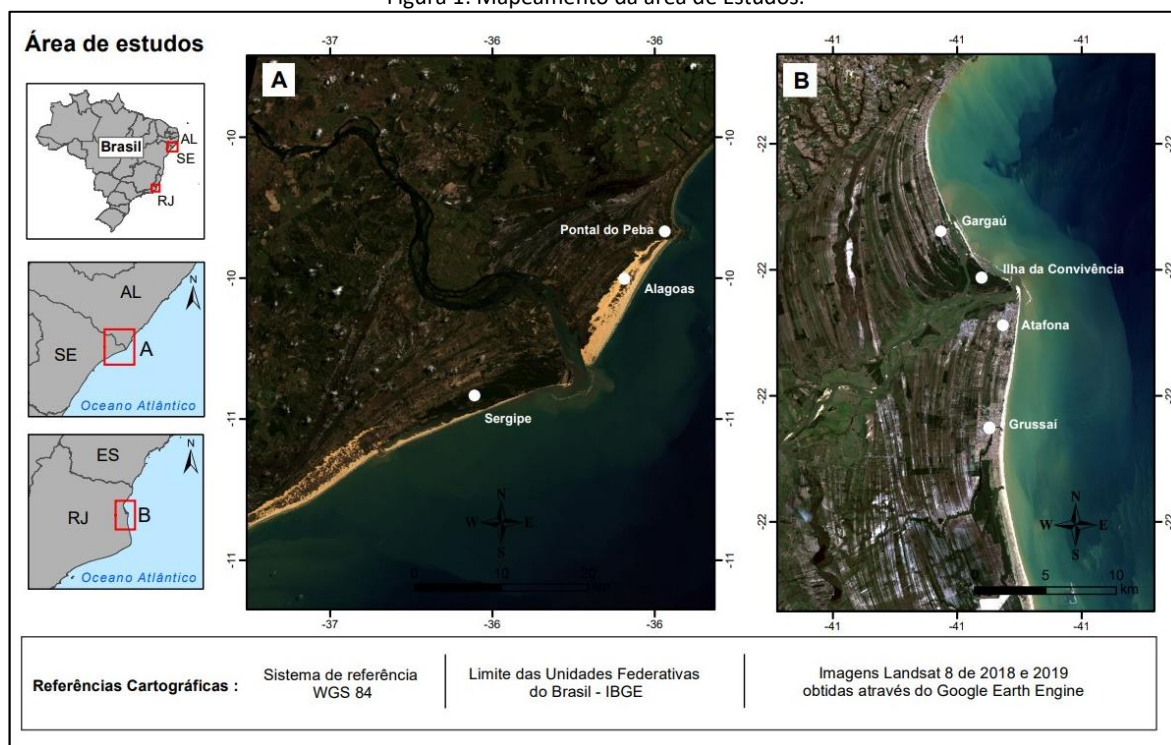 Figura 1: Mapeamento da área de Estudos.
Área de estudos
Brasil
AL
SE
RJ
N
AL
SE
A
Oceano Atlântico
N
ES
RJ
B
Oceano Atlântico
-37
-36
-36
A
-10
-10
-11
-11
Pontal do Peba
Alagoas
Sergipe
N
W
E
S
0
10
20
km
-10
-10
-11
-11
-37
-36
-36
-41
-41
-41
B
-22
-22
-22
-22
Gargaú
Ilha da Convivência
Atafona
Grussaí
N
W
E
S
0
5
10
km
-22
-22
-22
-22
-41
-41
-41
Referências Cartográficas :
Sistema de referência
WGS 84
Limite das Unidades Federativas
do Brasil - IBGE
Imagens Landsat 8 de 2018 e 2019
obtidas através do Google Earth Engine